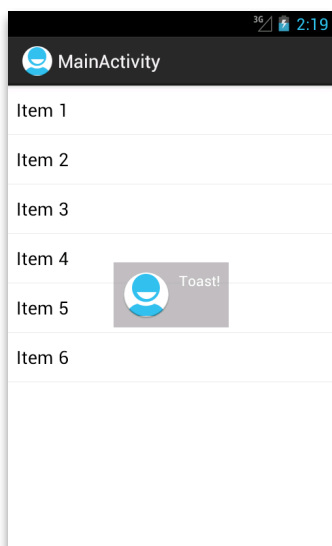 3G 2:19
MainActivity
Item 1
Item 2
Item 3
Item 4
Toast!
Item 5
Item 6